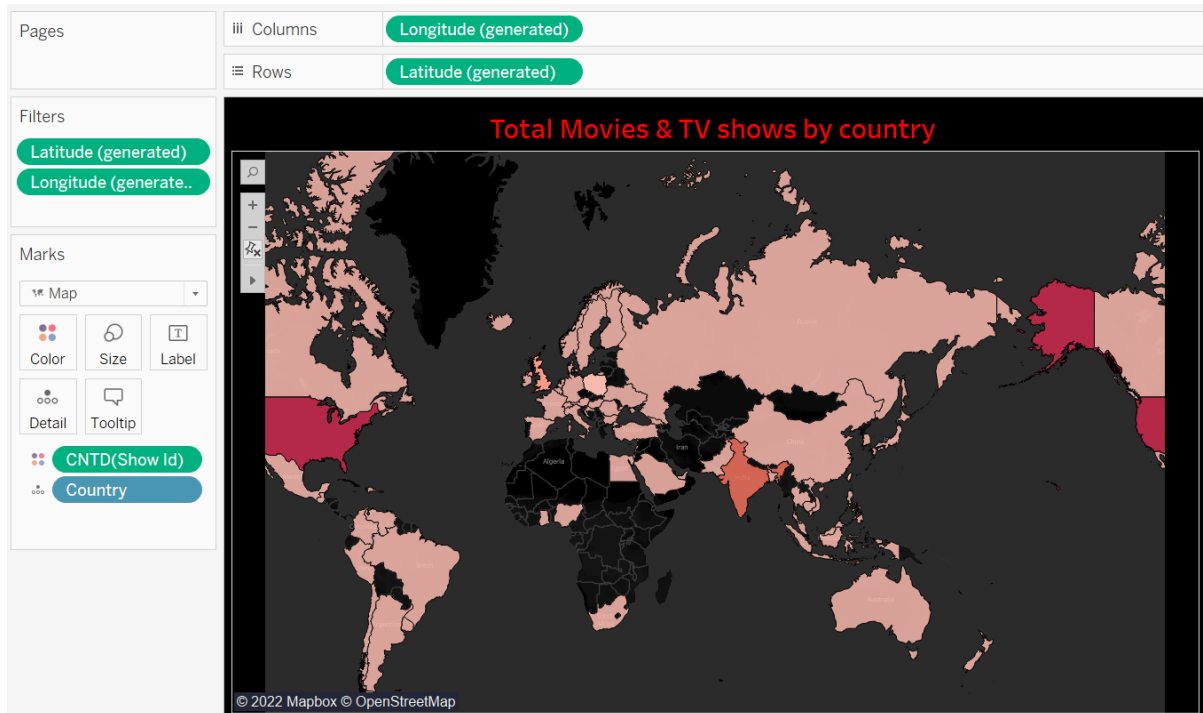 Pages
iii Columns
Longitude (generated)
Rows
Latitude (generated)
Filters
Latitude (generated)
Longitude (generate..
Total Movies & TV shows by country
Marks
Map
Color
Size
Label
Detail
Tooltip
CNTD(Show Id)
Country
Algeria
Iran
China
Brazil
Australia
© 2022 Mapbox © OpenStreetMap